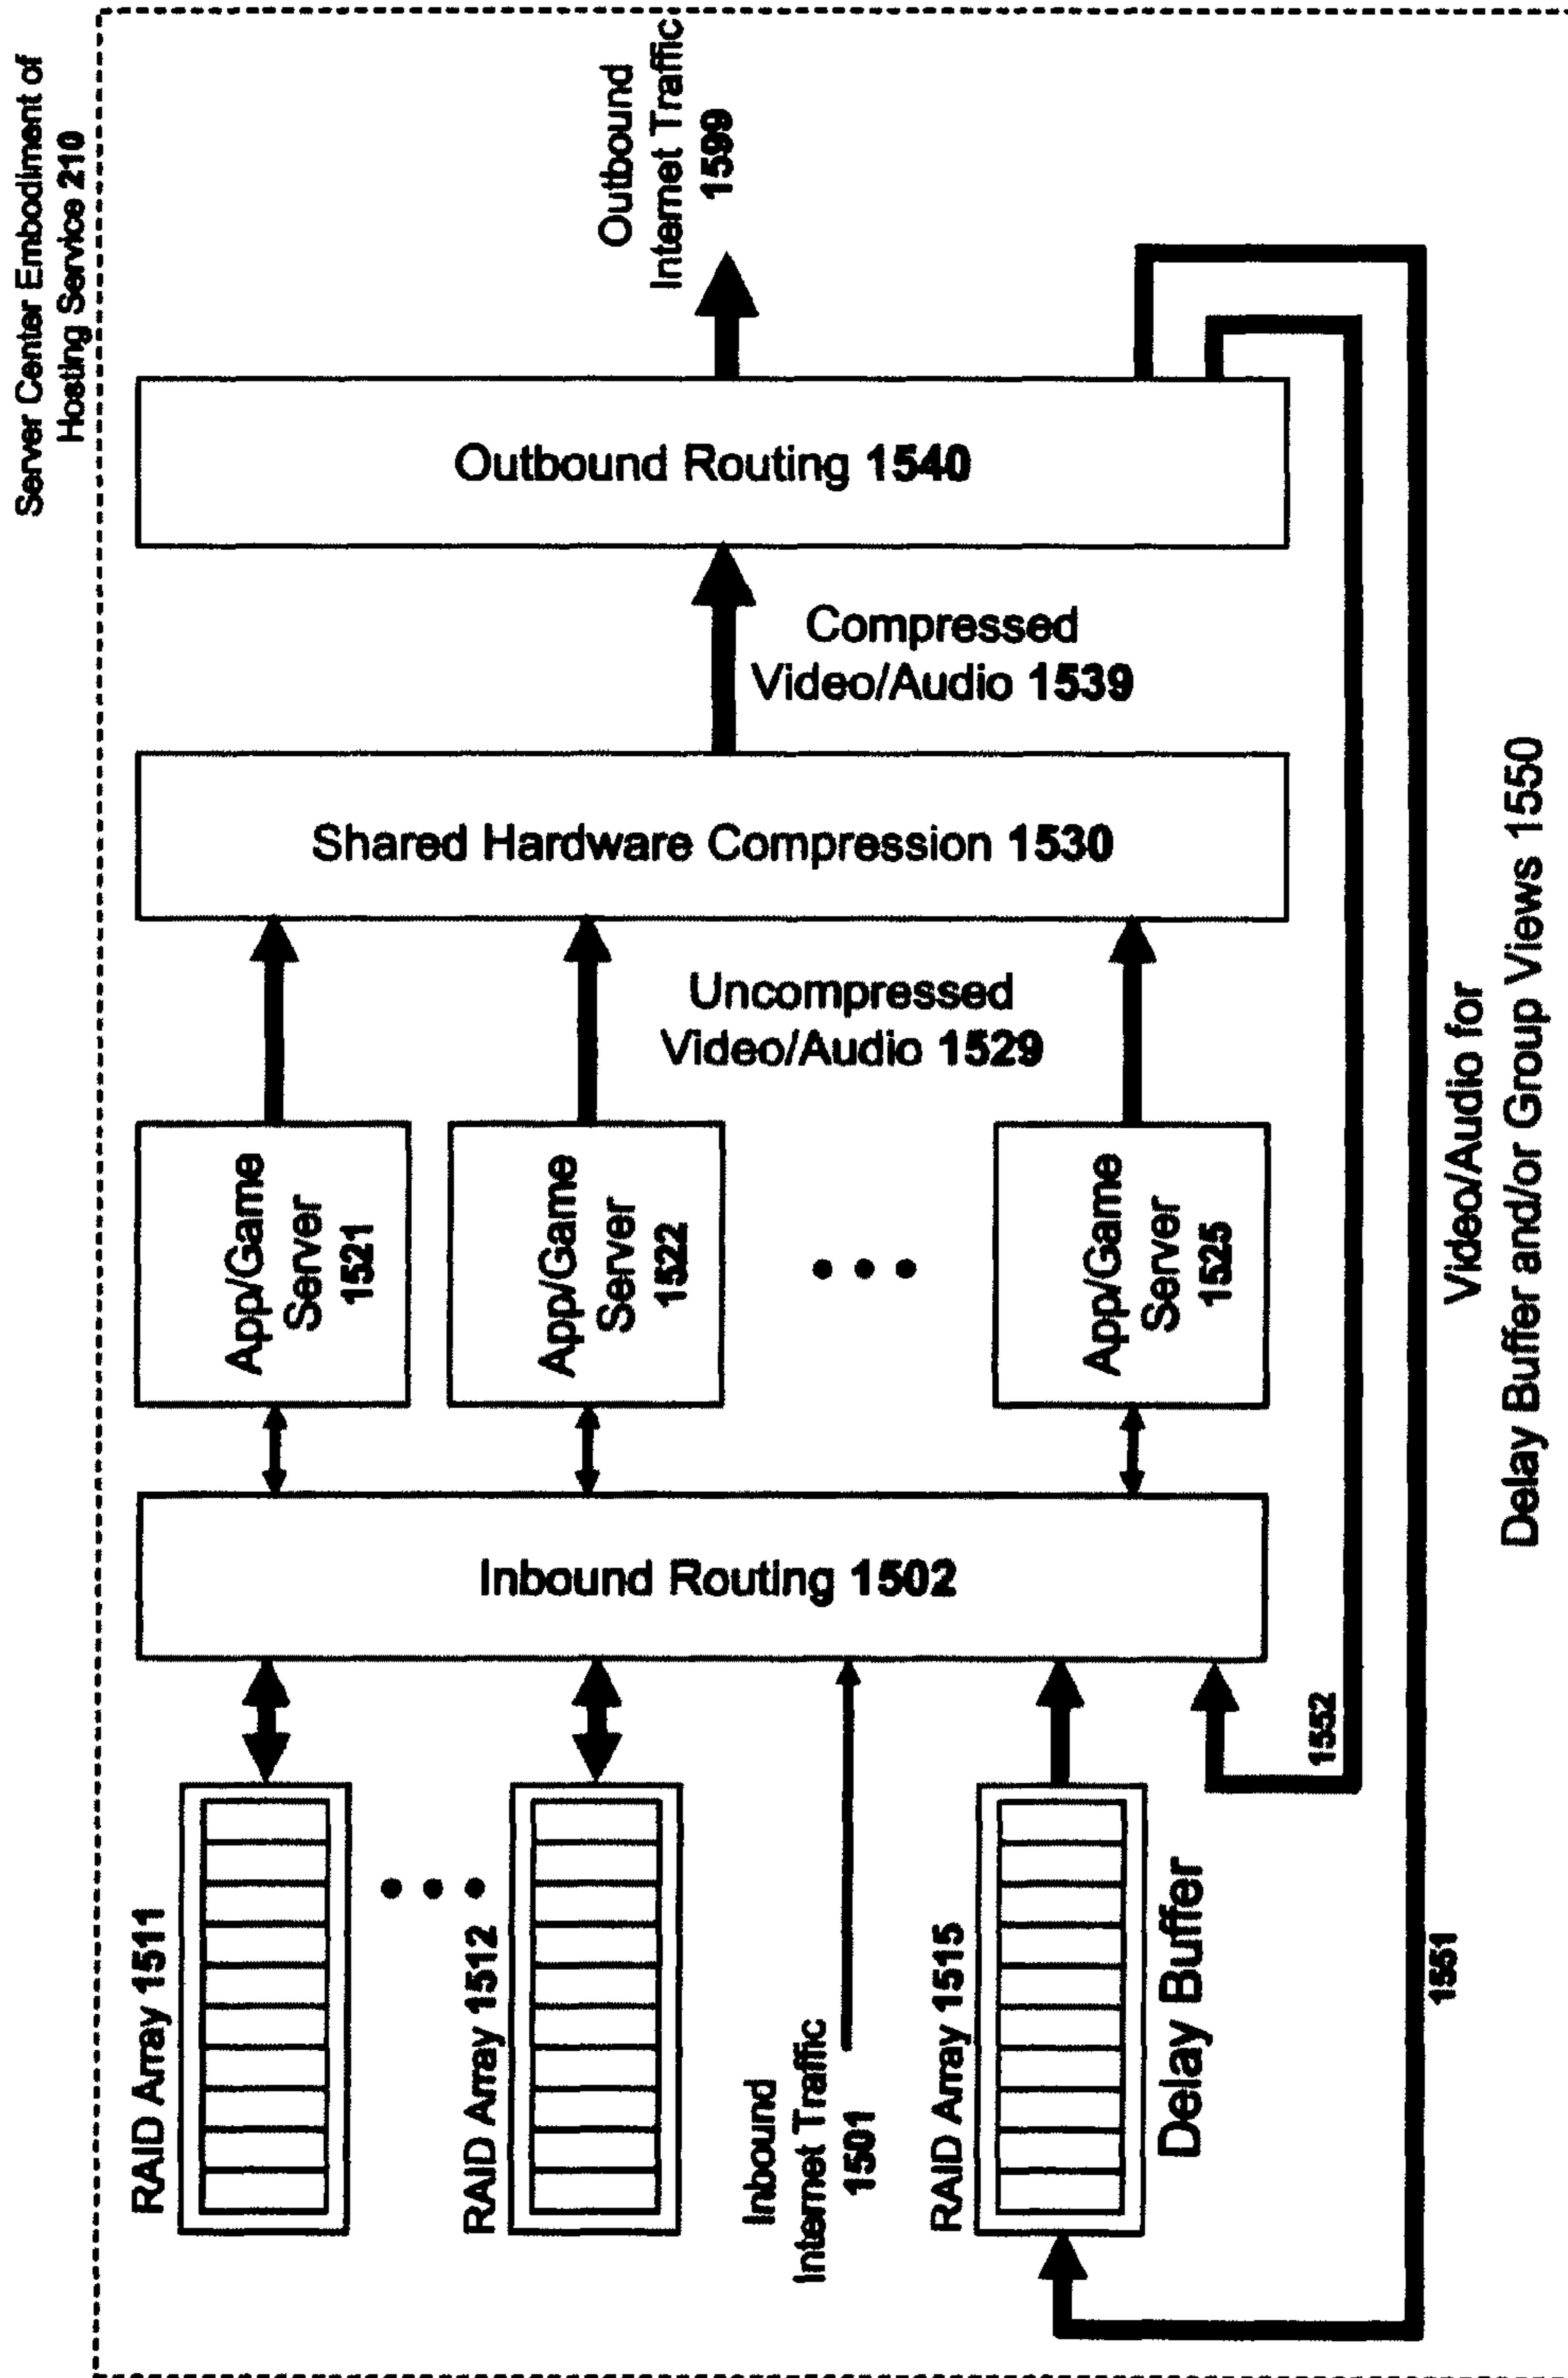 Server Center Embodiment of
Hosting Service 210
RAID Array 1511
RAID Array 1512
Inbound
Internet Traffic
1501
RAID Array 1515
Delay Buffer
Inbound Routing 1502
App/Game
Server
1521
App/Game
Server
1522
App/Game
Server
1525
Uncompressed
Video/Audio 1529
Shared Hardware Compression 1530
Compressed
Video/Audio 1539
Outbound Routing 1540
Outbound
Internet Traffic
1599
1552
1551
Video/Audio for
Delay Buffer and/or Group Views 1550